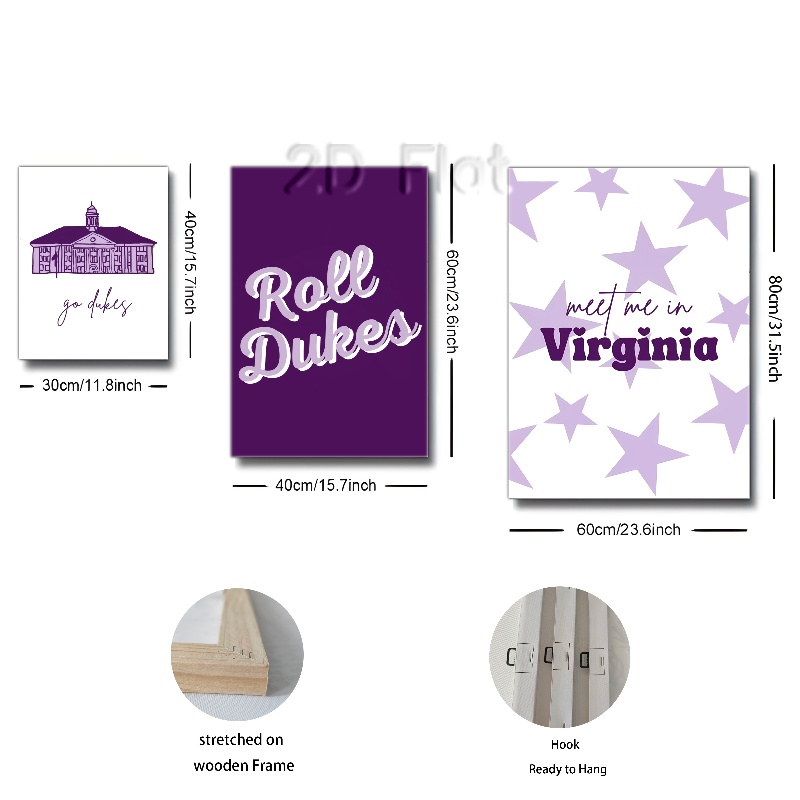 2D Flat
go dukes
40cm/15.7inch
30cm/11.8inch
Roll
Dukes
60cm/23.6inch
40cm/15.7inch
meet me in
Virginia
80cm/31.5inch
60cm/23.6inch
stretched on
wooden Frame
Hook
Ready to Hang